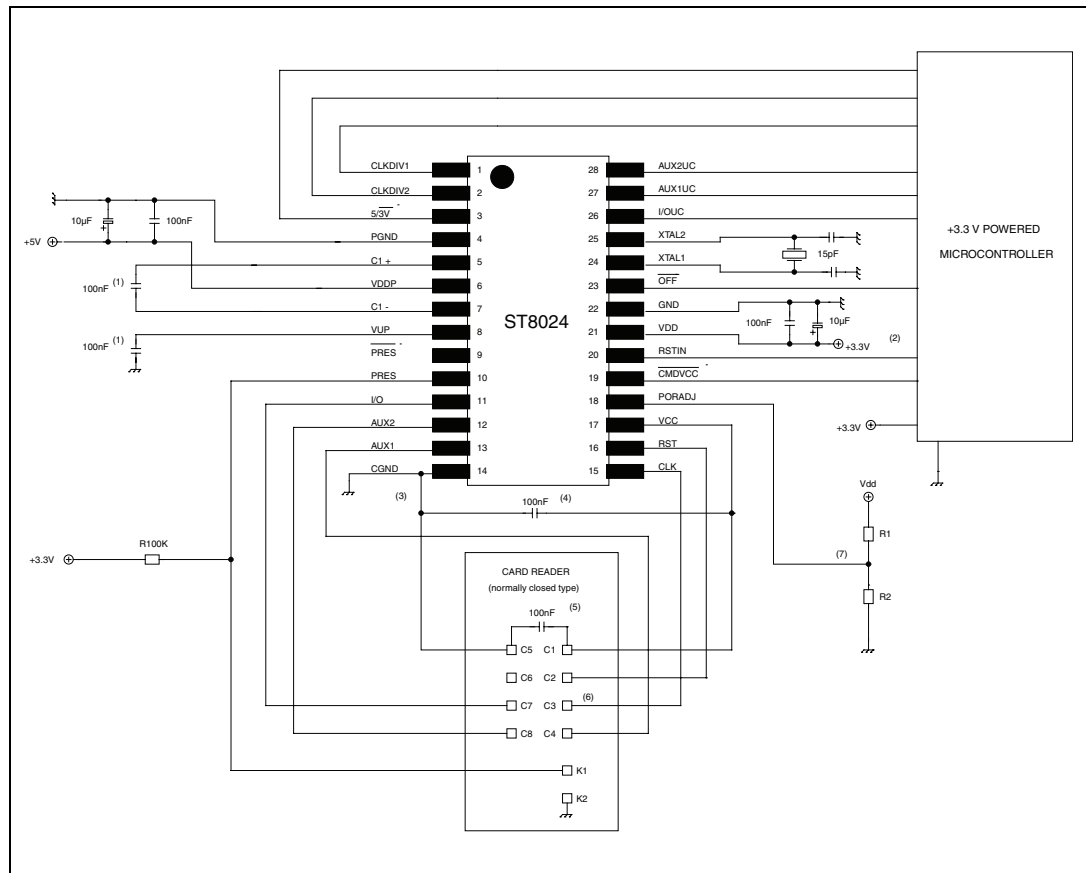 CLKDIV1 1 28 AUX2UC
CLKDIV2 2 27 AUX1UC
5/3V 3 26 I/OUC
10µF 100nF
PGND 4 25 XTAL2
+5V
+
15pF
+3.3 V POWERED
MICROCONTROLLER
C1 + 5 24 XTAL1
100nF (1)
VDDP 6 23 OFF
C1 - 7 22 GND
ST8024
100nF 10µF
+
VUP 8 21 VDD
+3.3V (2)
100nF (1)
PRES 9 20 RSTIN
PRES 10 19 CMDVCC
I/O 11 18 PORADJ
AUX2 12 17 VCC
+3.3V
AUX1 13 16 RST
CGND 14 15 CLK
(3) 100nF (4)
Vdd
R1
+3.3V R100K
(7)
R2
CARD READER
(normally closed type)
100nF (5)
C5 C1
C6 C2
C7 C3 (6)
C8 C4
K1
K2